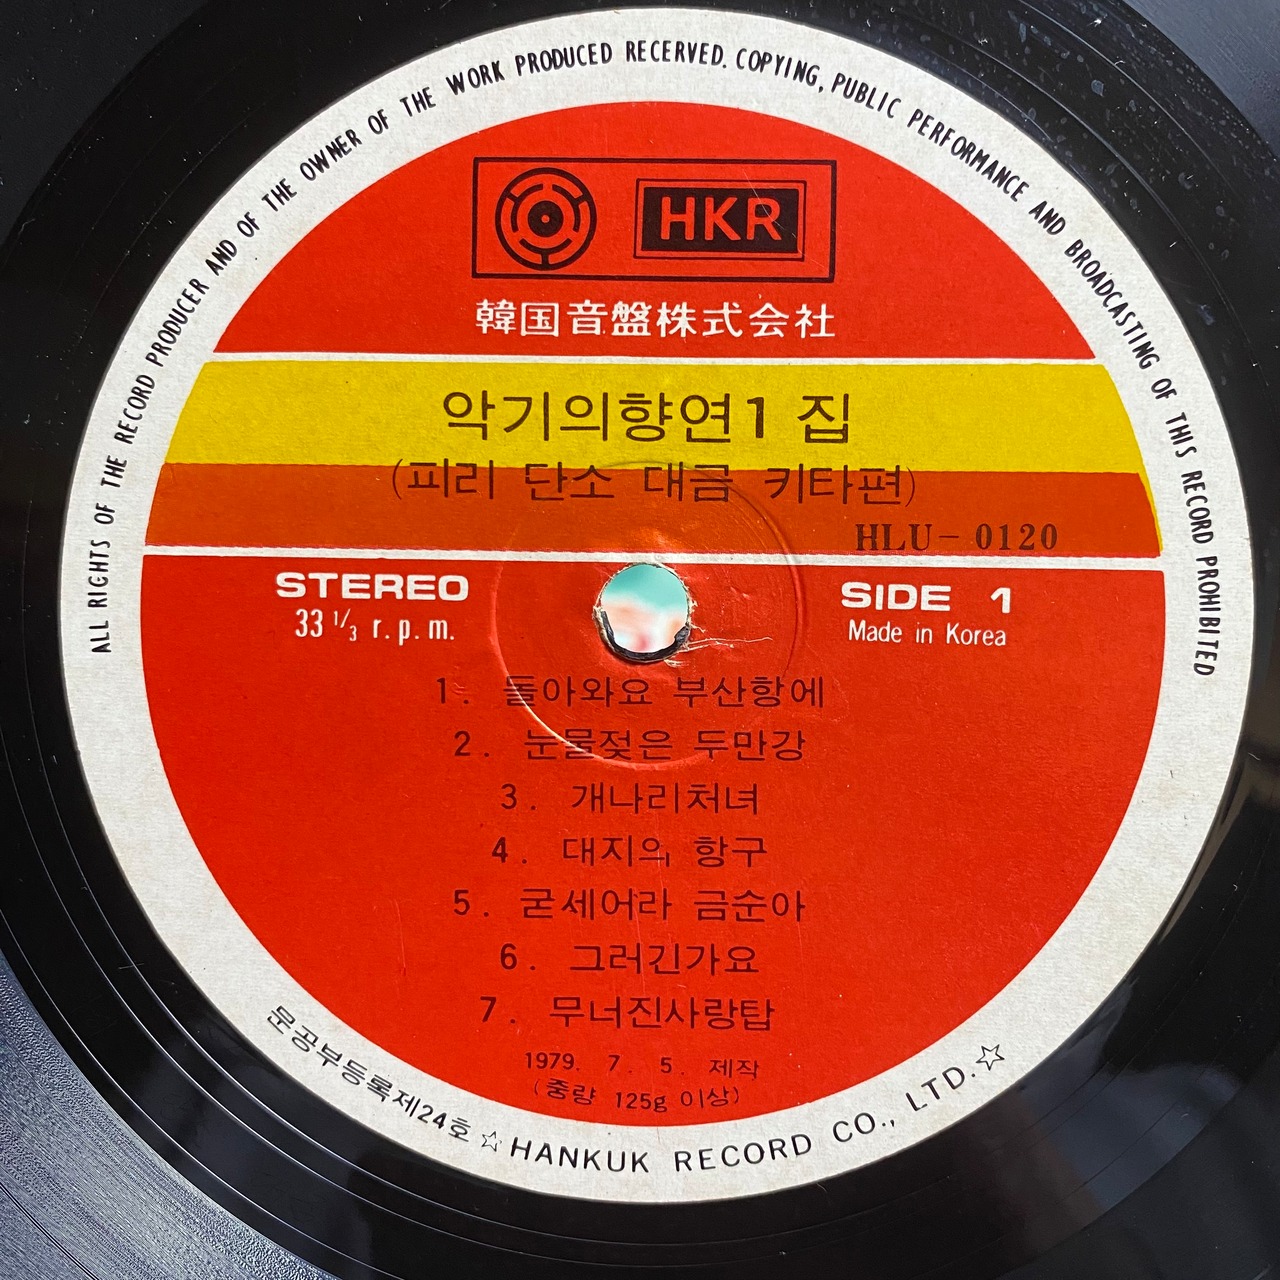 ALL RIGHTS OF THE RECORD PRODUCER AND OF THE OWNER OF THE WORK PRODUCED RECERVED. COPYING, PUBLIC PERFORMANCE AND BROADCASTING OF THIS RECORD PROHIBITED
HKR
韓国音盤株式会社
악기의향연1 집
(피리 단소 대금 키타편)
HLU-0120
STEREO
33 1/3 r.p.m.
SIDE 1
Made in Korea
1. 돌아와요 부산항에
2. 눈물젖은 두만강
3. 개나리처녀
4. 대지의 항구
5. 굳세어라 금순아
6. 그러긴가요
7. 무너진사랑탑
1979. 7. 5. 제작
(중량 125g 이상)
문공부등록제24호 ☆ HANKUK RECORD CO., LTD. ☆